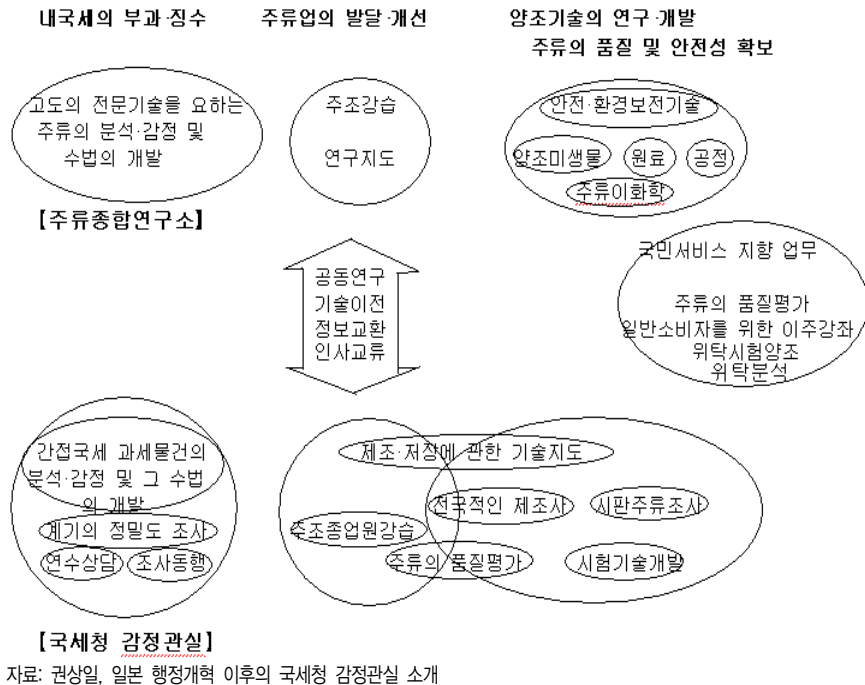 내국세의 부과·징수
주류업의 발달·개선
양조기술의 연구·개발
주류의 품질 및 안전성 확보
고도의 전문기술을 요하는
주류의 분석·감정 및
수법의 개발
주조강습
연구지도
안전·환경보전기술
양조미생물
원료
공정
주류이화학
【주류종합연구소】
국민서비스 지향 업무
주류의 품질평가
일반소비자를 위한 이주강좌
위탁시험양조
위탁분석
공동연구
기술이전
정보교환
인사교류
간접국세 과세물건의
분석·감정 및 그 수법
의 개발
계기의 정밀도 조사
연수상담
조사동행
제조·저장에 관한 기술지도
전국적인 제조사
시판주류조사
주조종업원강습
주류의 품질평가
시험기술개발
【국세청 감정관실】
자료: 권상일, 일본 행정개혁 이후의 국세청 감정관실 소개